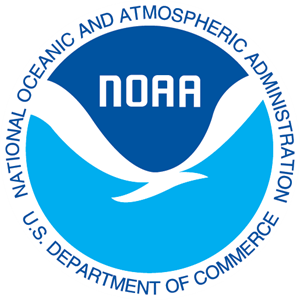 NATIONAL OCEANIC AND ATMOSPHERIC ADMINISTRATION
NOAA
U.S. DEPARTMENT OF COMMERCE